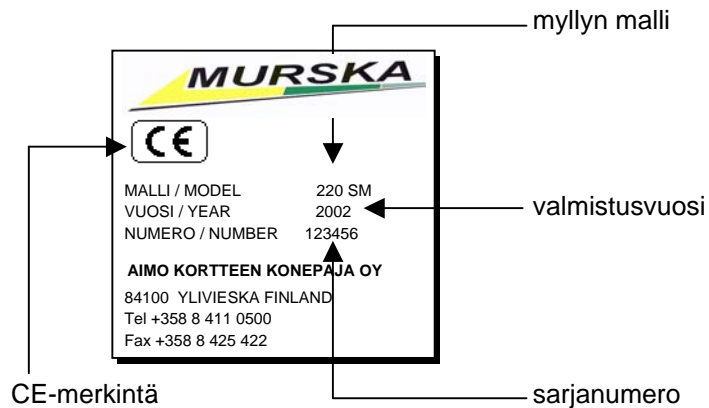 myllyn malli
MURSKA
CE
MALLI / MODEL 220 SM
VUOSI / YEAR 2002
valmistusvuosi
NUMERO / NUMBER 123456
AIMO KORTTEEN KONEPAJA OY
84100 YLIVIESKA FINLAND
Tel +358 8 411 0500
Fax +358 8 425 422
CE-merkintä
sarjanumero